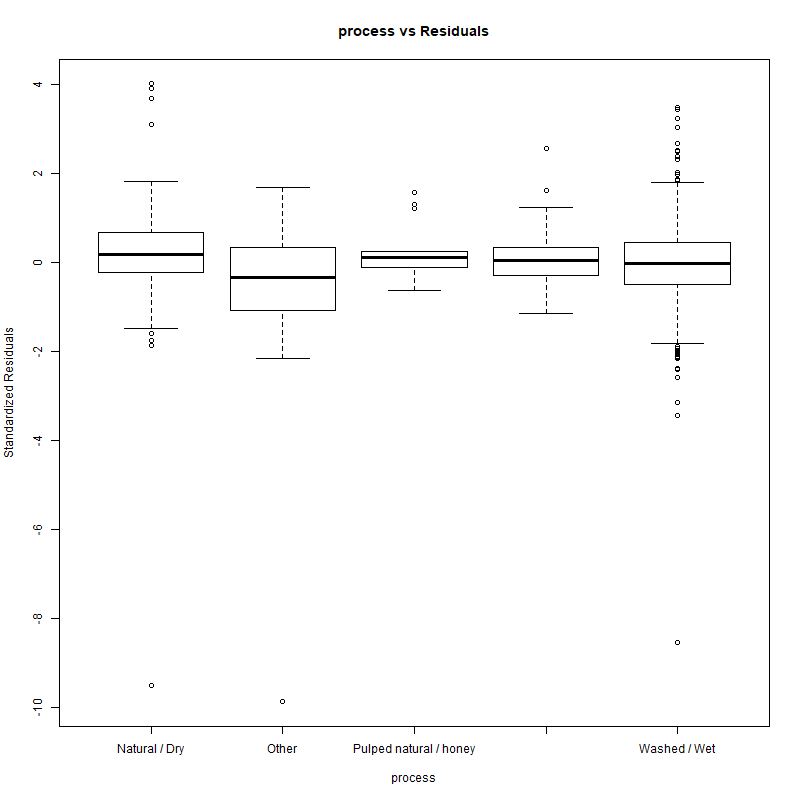 process vs Residuals
Standardized Residuals
4
2
0
-2
-4
-6
-8
-10
Natural / Dry
Other
Pulped natural / honey
Washed / Wet
process